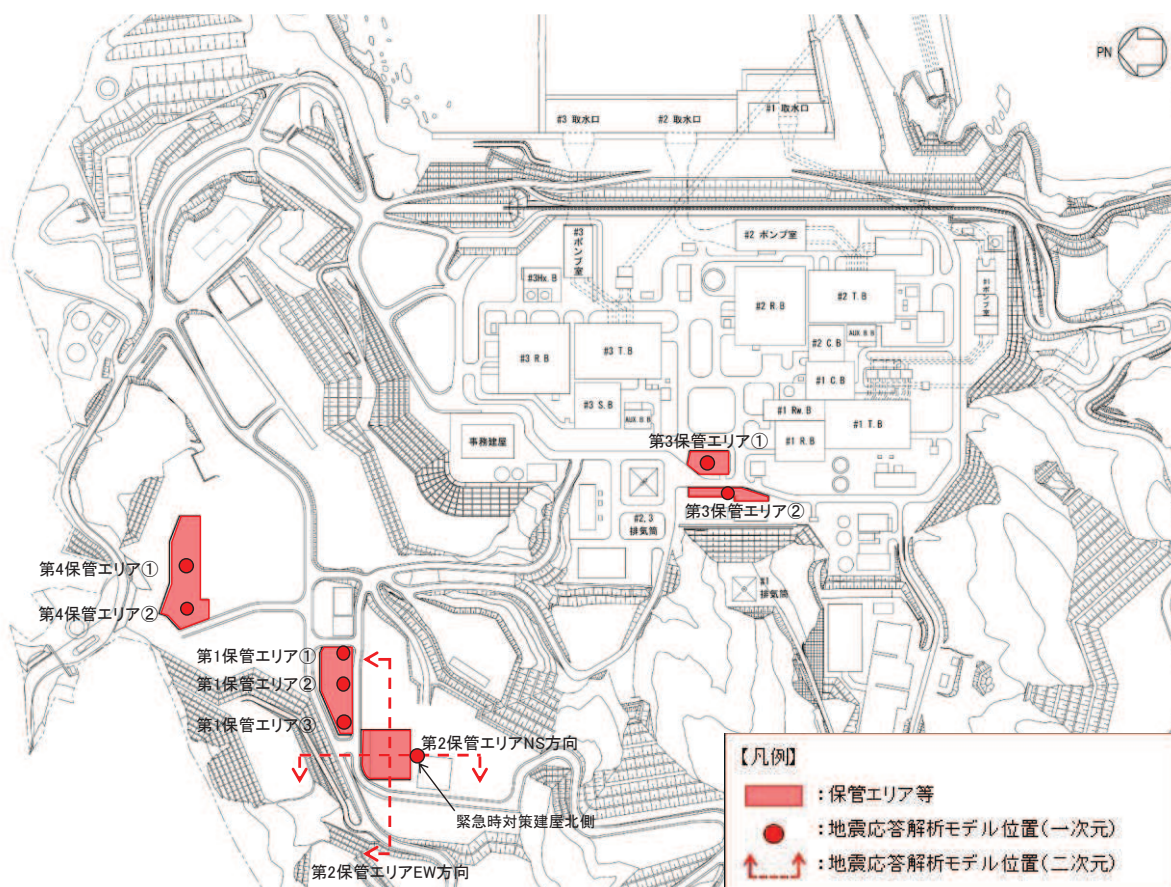 PN
#1 取水口
#3 取水口
#2 取水口
#3 ポンプ室
#2 ポンプ室
#3Hx.B
#1ポンプ室
#2 R.B
#2 T.B
#3 R.B
#3 T.B
#2 C.B
AUX.B.B
#1 C.B
#3 S.B
AUX.B.B
#1 Rw.B
#1 T.B
#1 R.B
事務建屋
第3保管エリア①
第3保管エリア②
#2,3
排気筒
#1
排気筒
第4保管エリア①
第4保管エリア②
第1保管エリア①
第1保管エリア②
第1保管エリア③
第2保管エリアNS方向
緊急時対策建屋北側
第2保管エリアEW方向
【凡例】
：保管エリア等
：地震応答解析モデル位置(一次元)
：地震応答解析モデル位置(二次元)